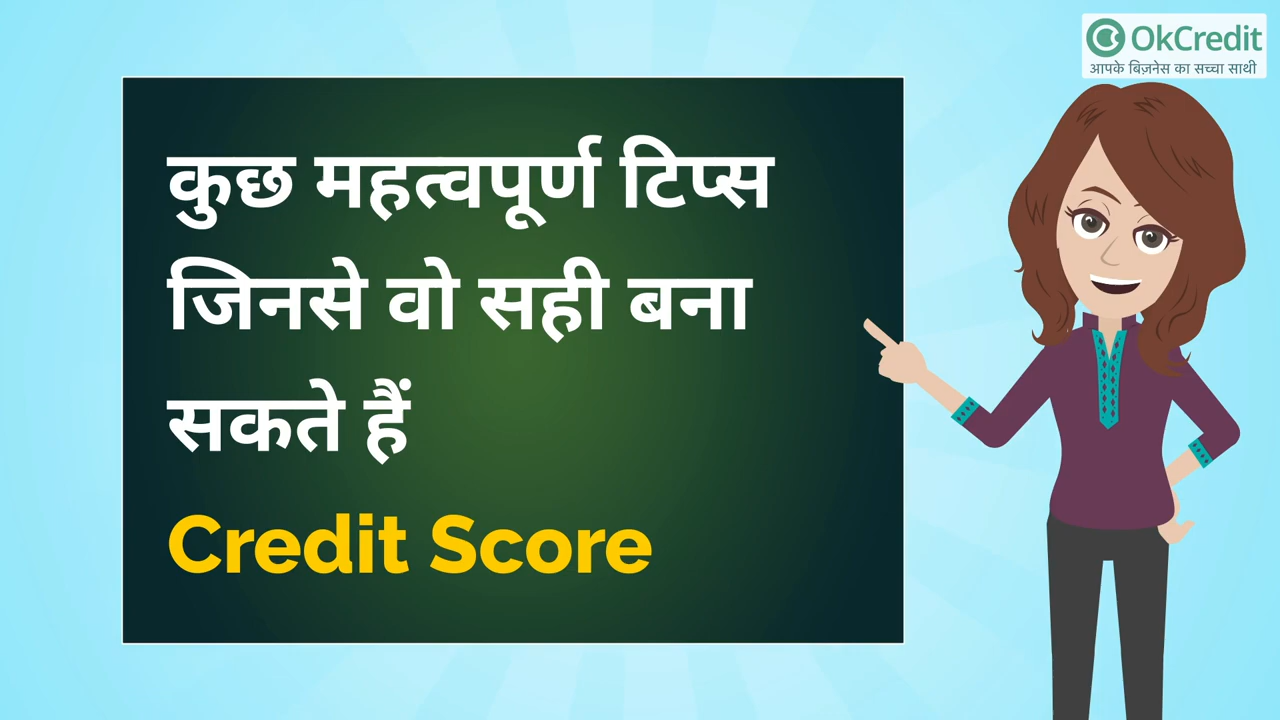 OkCredit
आपके बिज़नेस का सच्चा साथी
कुछ महत्वपूर्ण टिप्स
जिनसे वो सही बना
सकते हैं
Credit Score